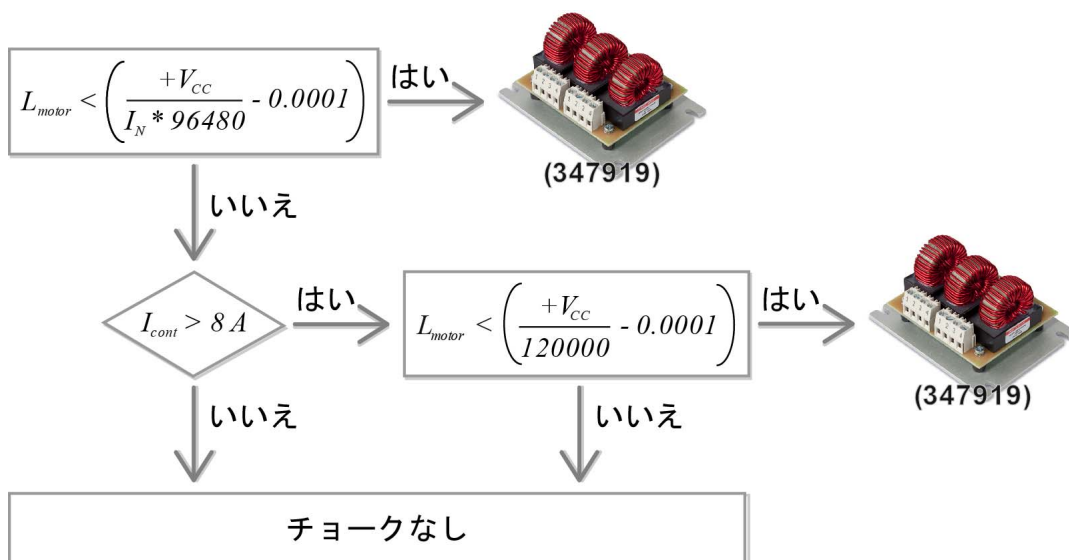 L_motor < ( +V_CC / I_N * 96480 - 0.0001 )
はい
(347919)
いいえ
I_cont > 8 A
はい
L_motor < ( +V_CC / 120000 - 0.0001 )
はい
(347919)
いいえ
いいえ
チョークなし